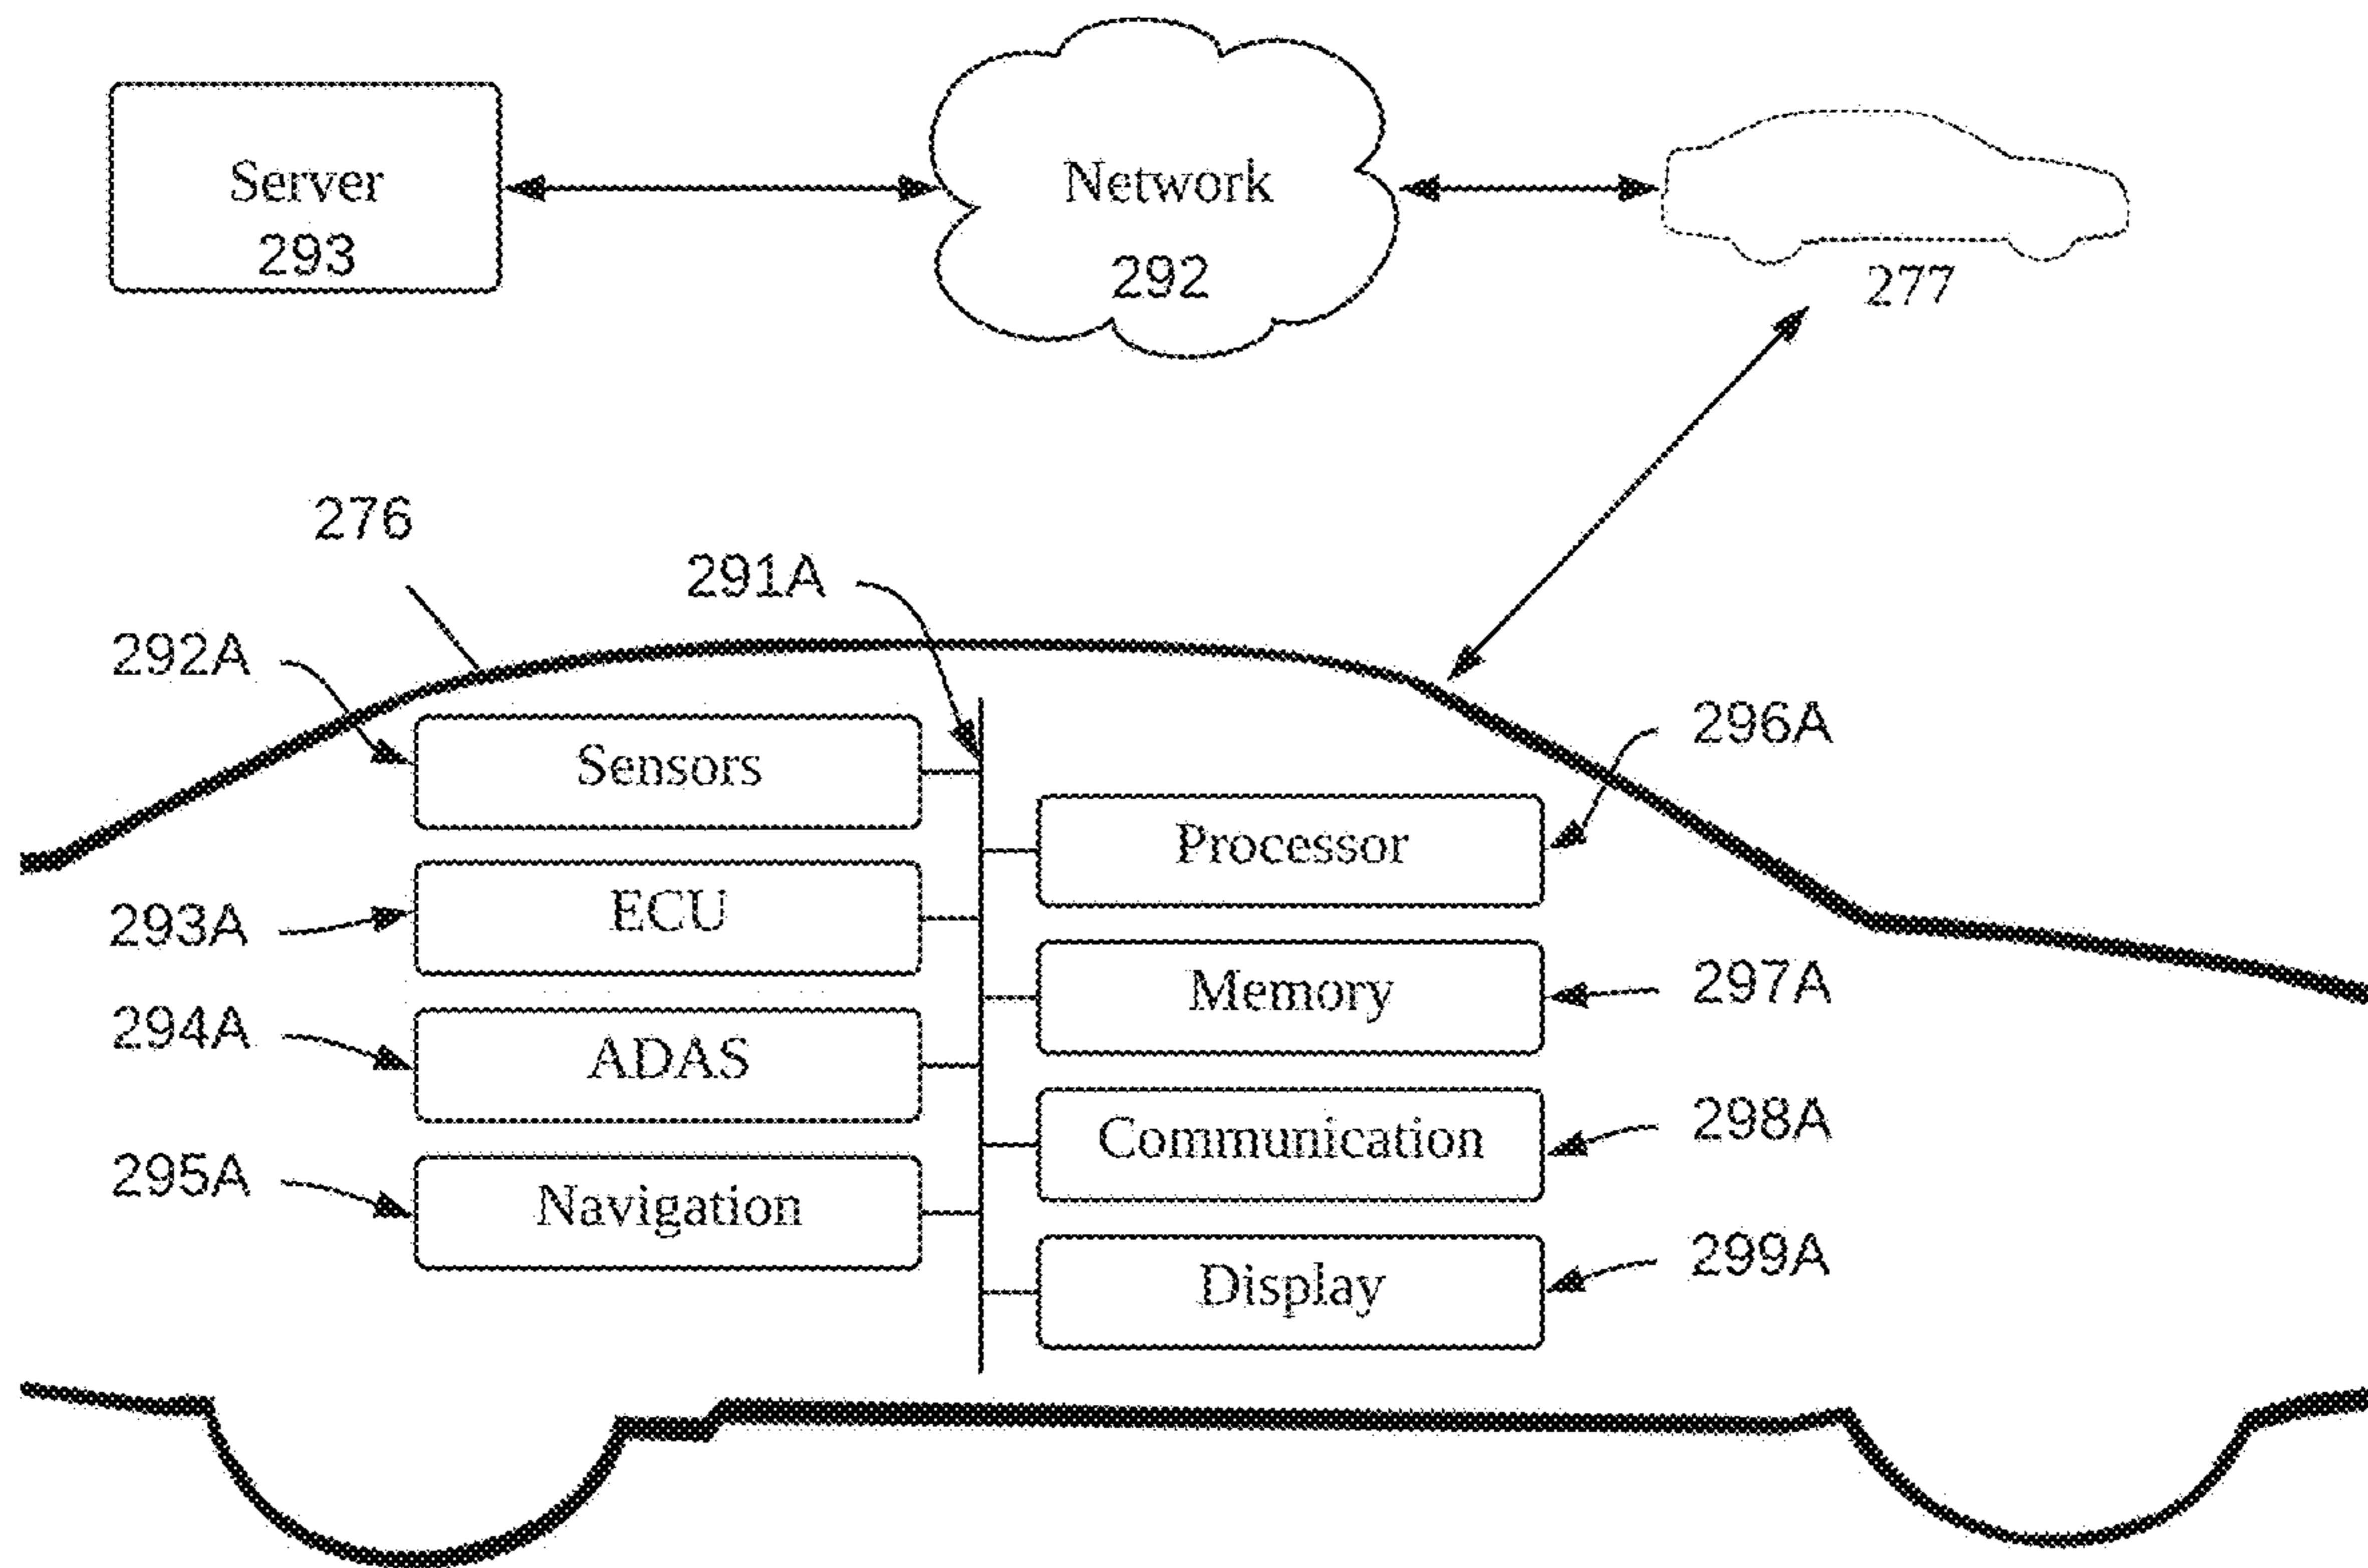 Server
293
Network
292
277
276
291A
292A
Sensors
296A
Processor
293A
ECU
297A
Memory
294A
ADAS
298A
Communication
295A
Navigation
299A
Display